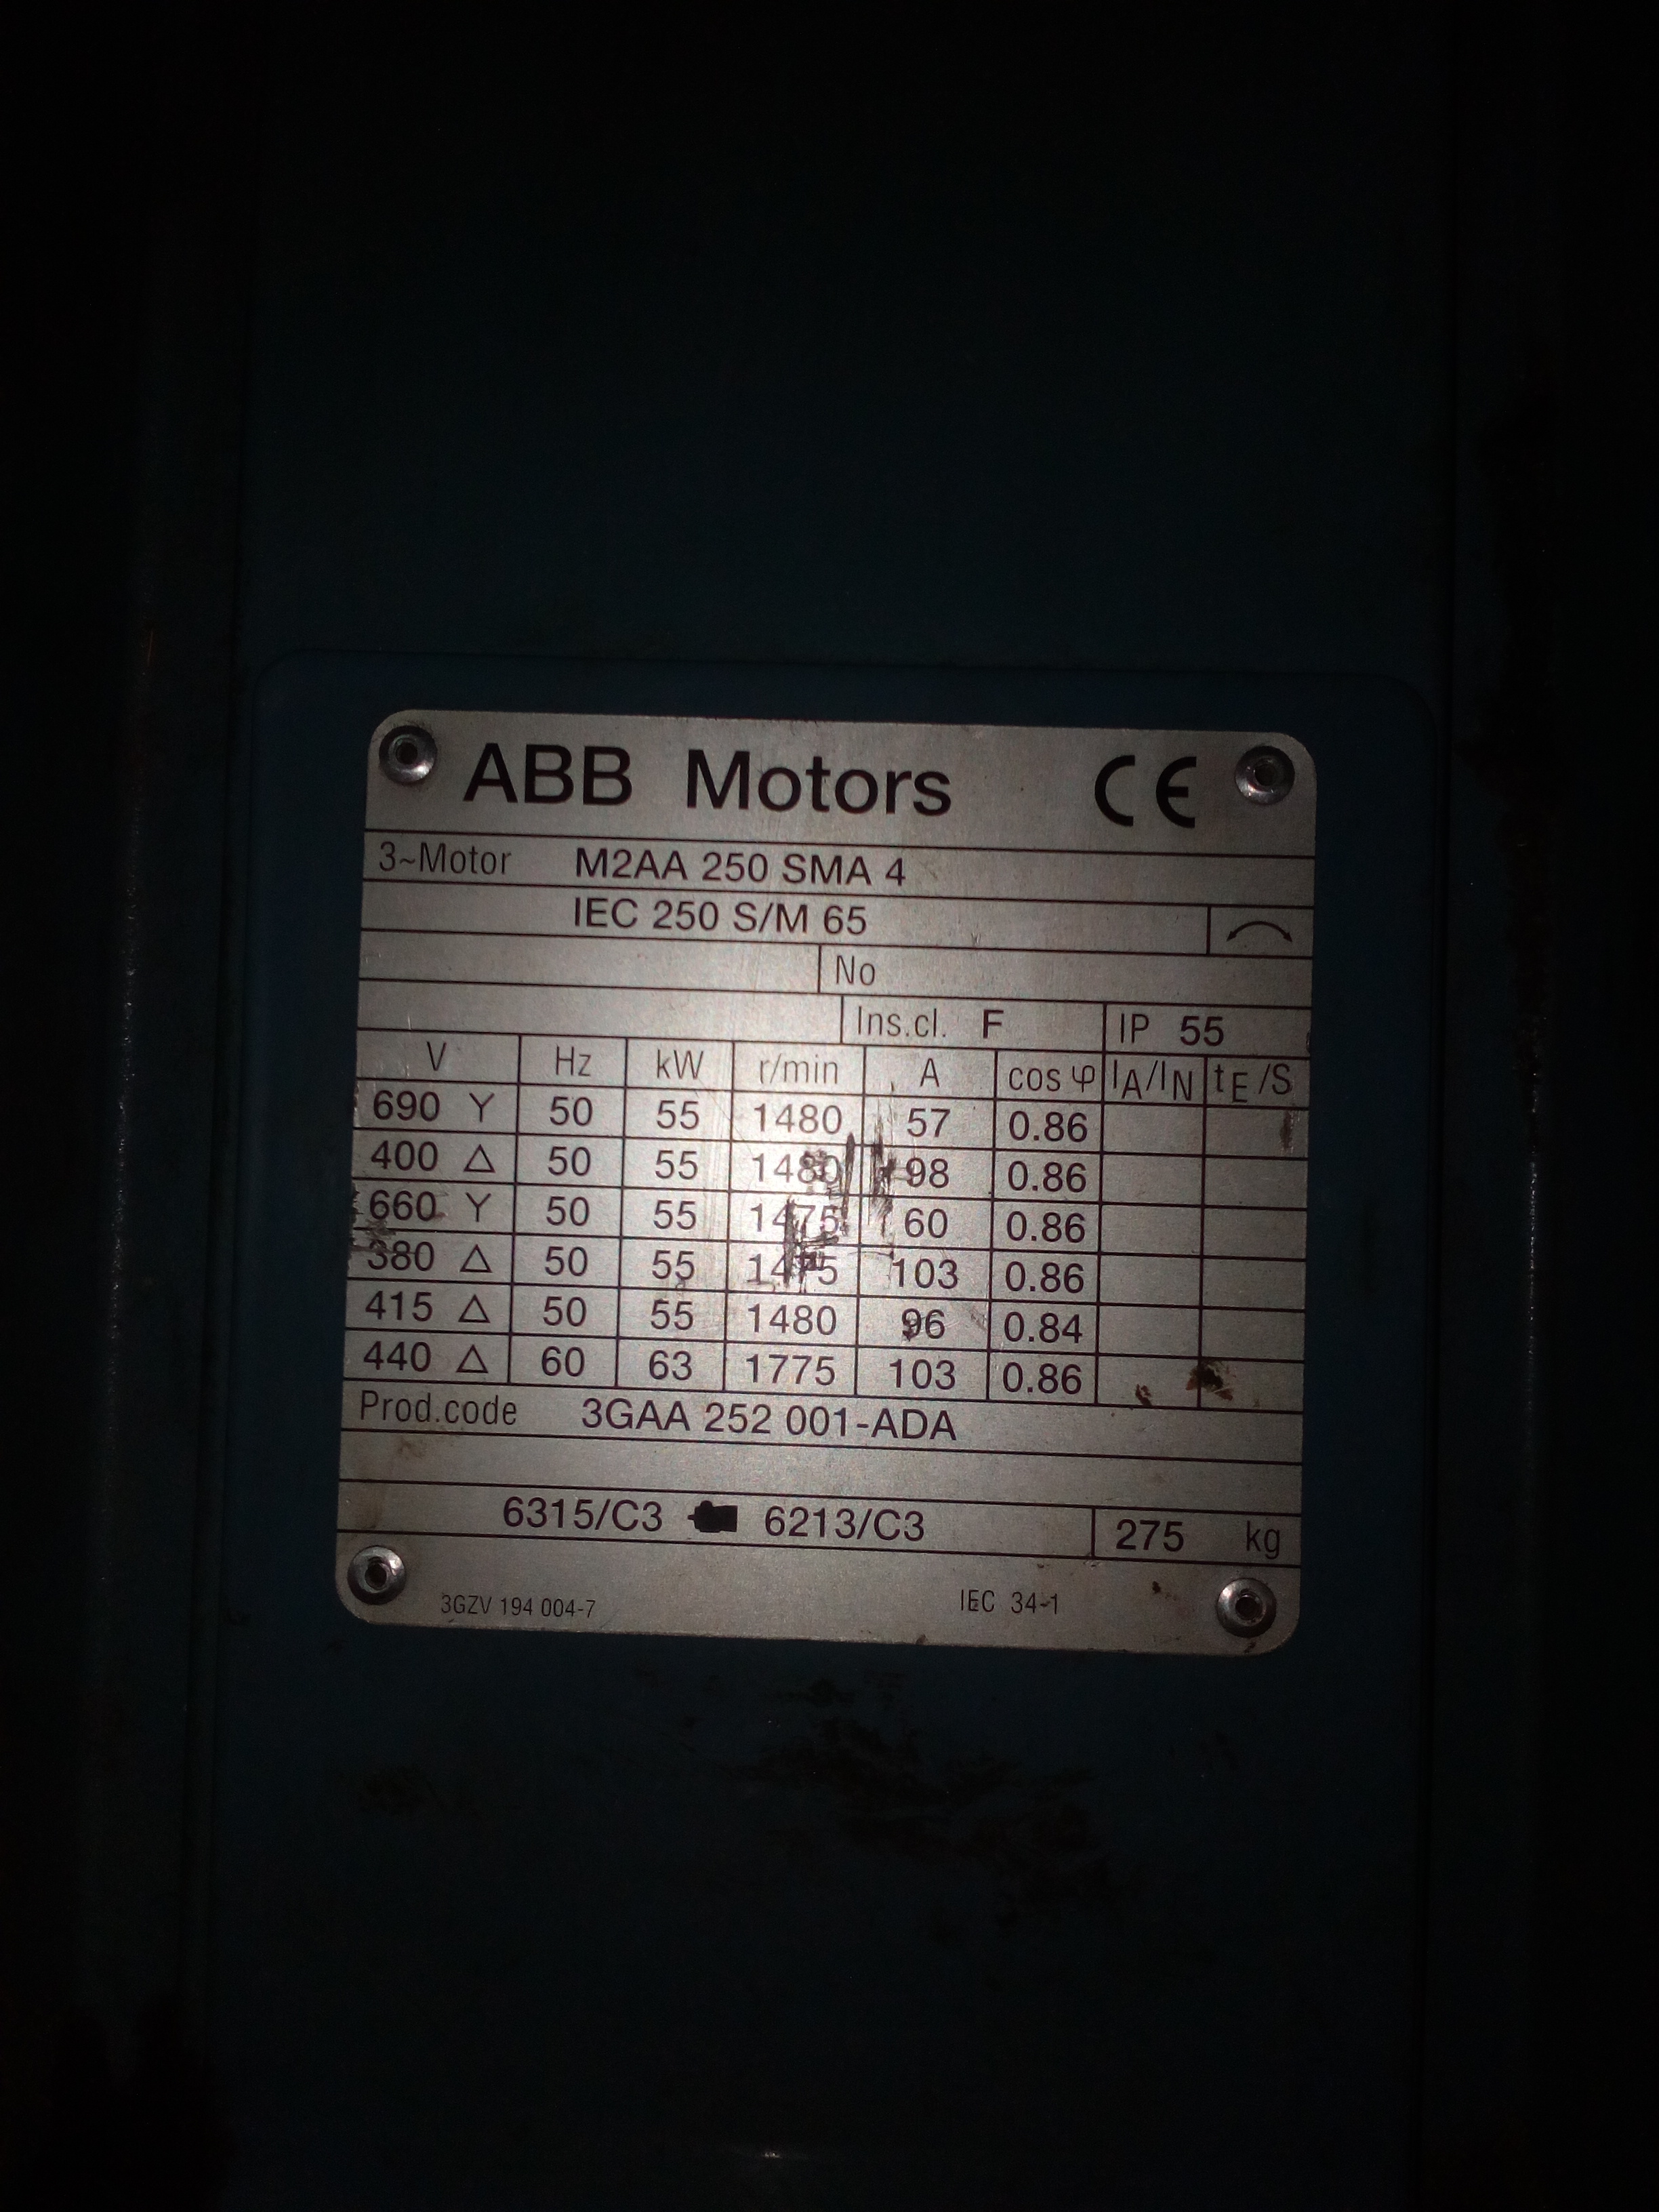 ABB Motors CE
3~Motor M2AA 250 SMA 4
IEC 250 S/M 65
No
Ins.cl. F IP 55
V Hz kW r/min A cos φ IA/IN tE/S
690 Y 50 55 1480 57 0.86
400 △ 50 55 1480 98 0.86
660 Y 50 55 1475 60 0.86
380 △ 50 55 1475 103 0.86
415 △ 50 55 1480 96 0.84
440 △ 60 63 1775 103 0.86
Prod.code 3GAA 252 001-ADA
6315/C3 6213/C3 275 kg
3GZV 194 004-7 IEC 34-1